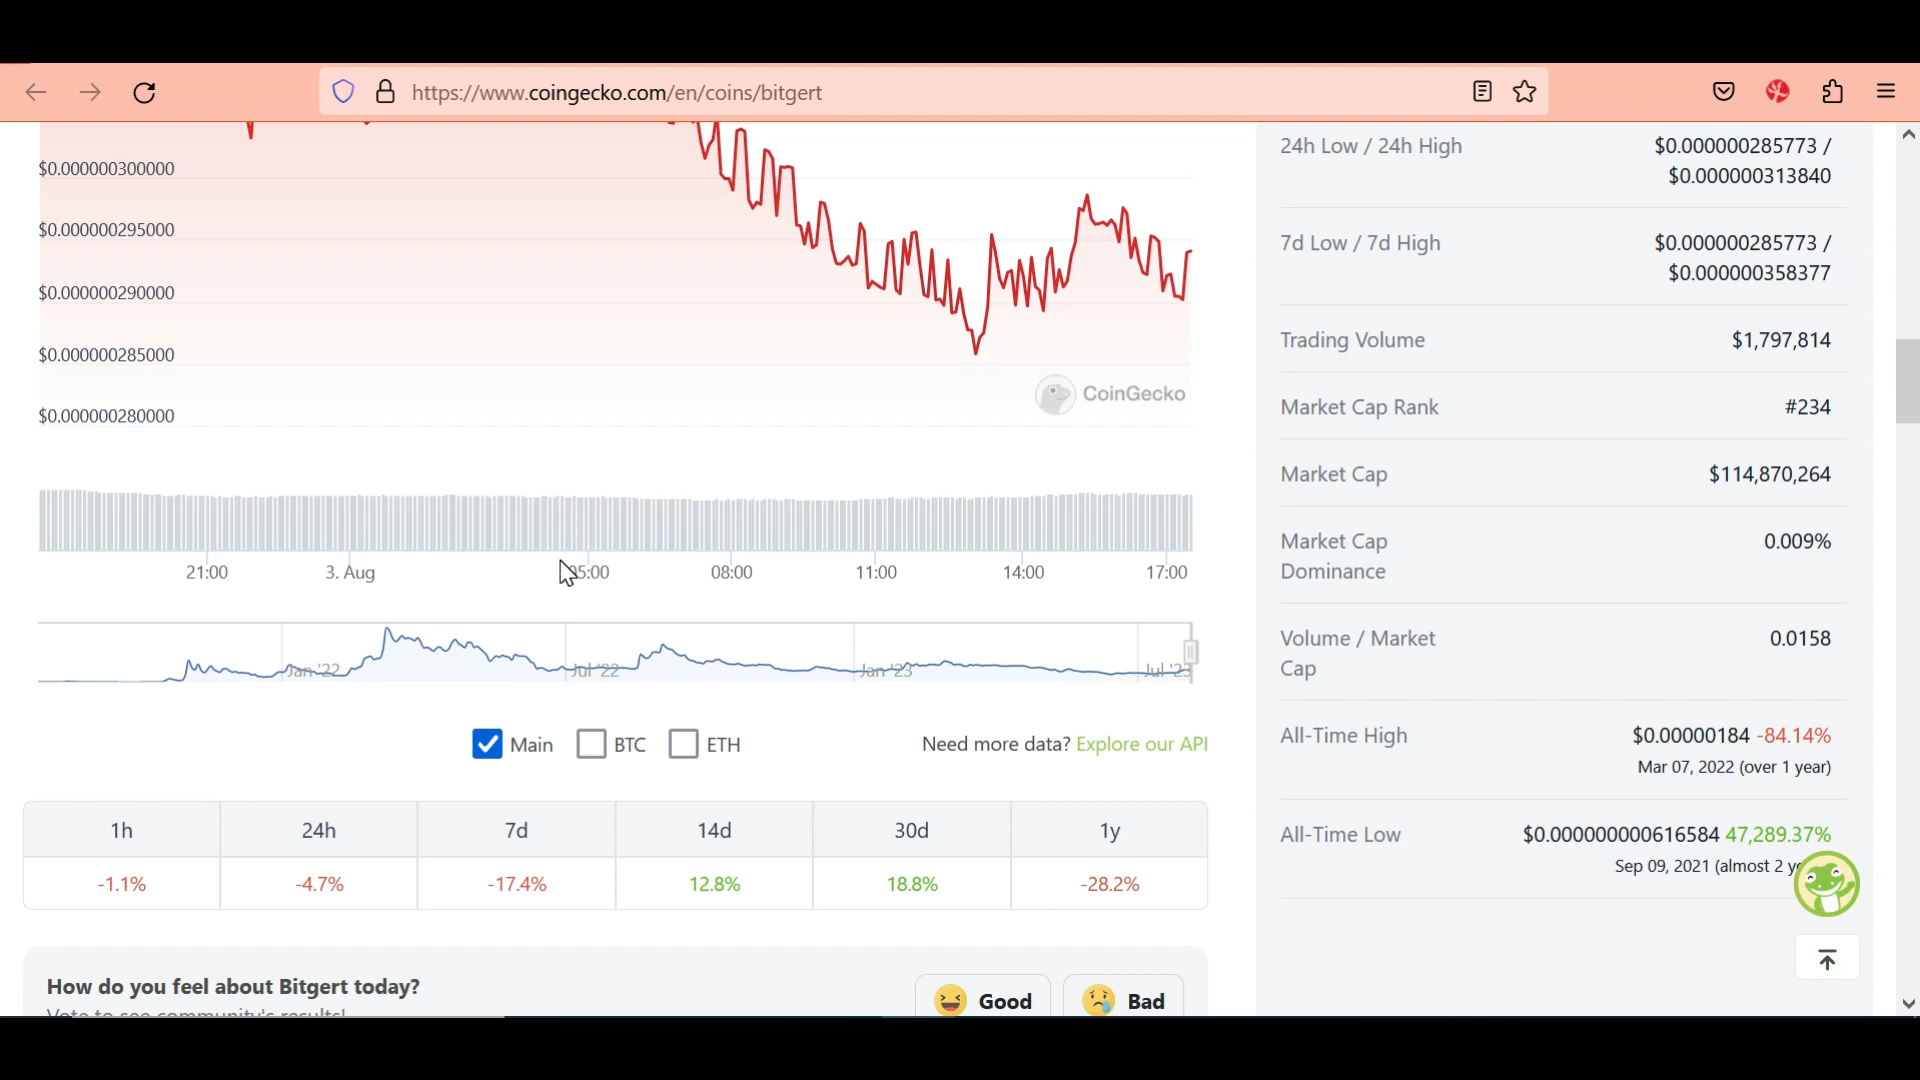 https://www.coingecko.com/en/coins/bitgert
$0.000000300000
$0.000000295000
$0.000000290000
$0.000000285000
$0.000000280000
CoinGecko
21:00 3. Aug 05:00 08:00 11:00 14:00 17:00
Jan '22 Jul '22 Jan '23 Jul '23
Main BTC ETH
Need more data? Explore our API
1h 24h 7d 14d 30d 1y
-1.1% -4.7% -17.4% 12.8% 18.8% -28.2%
How do you feel about Bitgert today?
Vote to see community's results!
Good Bad
24h Low / 24h High $0.000000285773 /
$0.000000313840
7d Low / 7d High $0.000000285773 /
$0.000000358377
Trading Volume $1,797,814
Market Cap Rank #234
Market Cap $114,870,264
Market Cap 0.009%
Dominance
Volume / Market 0.0158
Cap
All-Time High $0.00000184 -84.14%
Mar 07, 2022 (over 1 year)
All-Time Low $0.000000000616584 47,289.37%
Sep 09, 2021 (almost 2